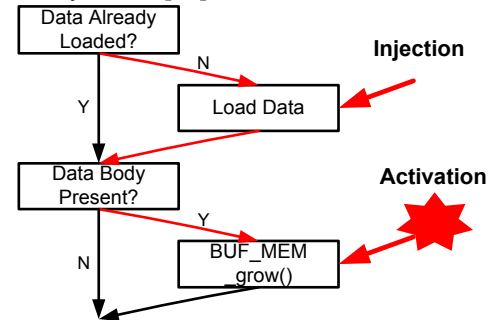 Data Already
Loaded?
Injection
N
Y
Load Data
Data Body
Present?
Activation
Y
N
BUF_MEM
_grow()